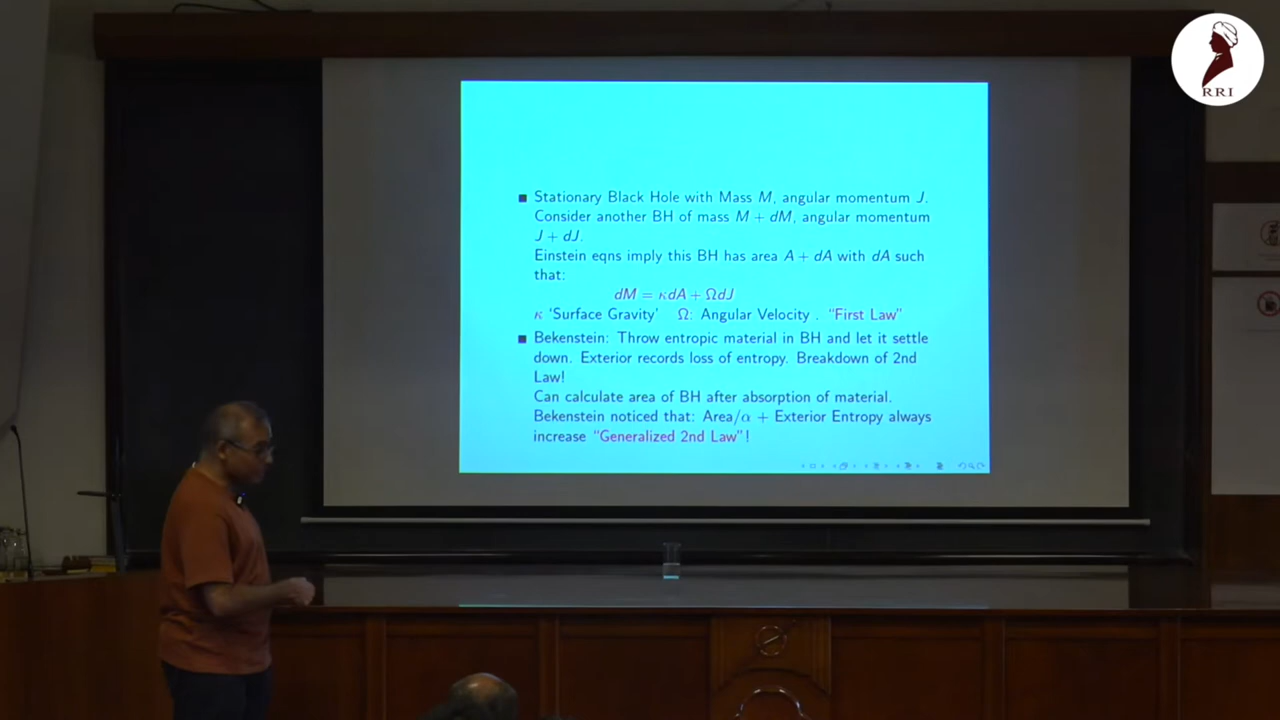 RRI
■ Stationary Black Hole with Mass M, angular momentum J.
Consider another BH of mass M + dM, angular momentum
J + dJ.
Einstein eqns imply this BH has area A + dA with dA such
that:
dM = κdA + ΩdJ
κ 'Surface Gravity' Ω: Angular Velocity . "First Law"
■ Bekenstein: Throw entropic material in BH and let it settle
down. Exterior records loss of entropy. Breakdown of 2nd
Law!
Can calculate area of BH after absorption of material.
Bekenstein noticed that: Area/α + Exterior Entropy always
increase "Generalized 2nd Law"!